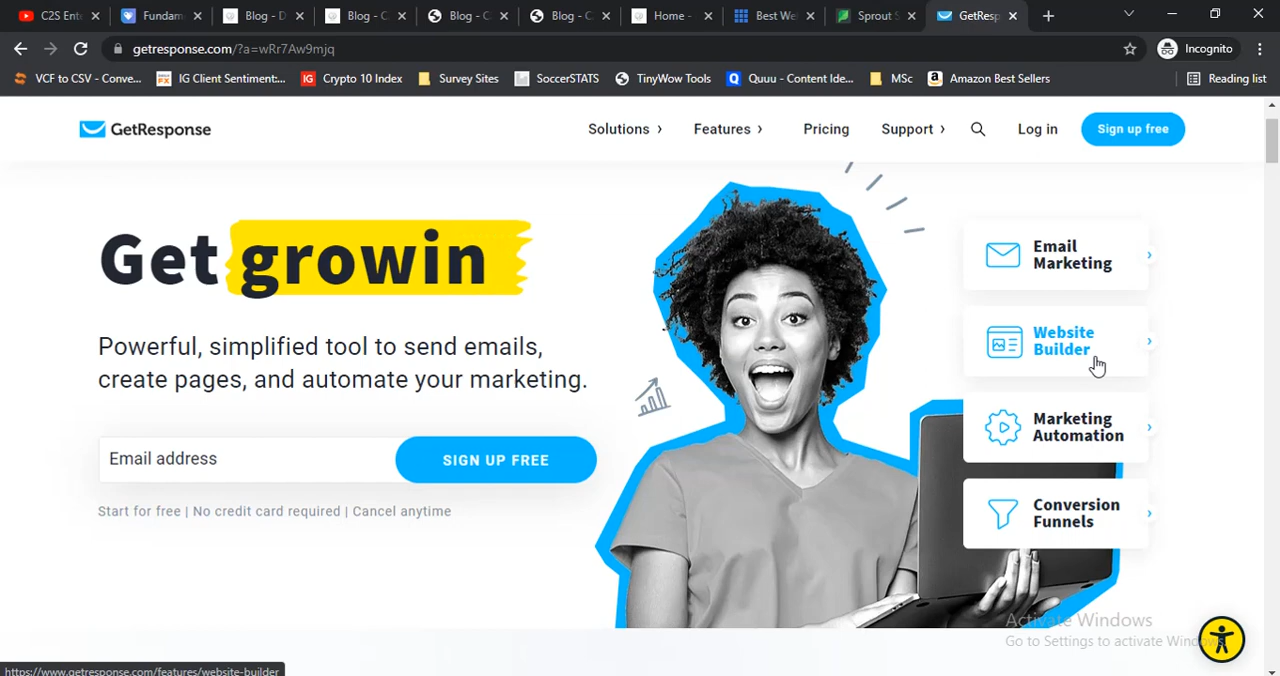 C2S Ent
Fundam
Blog - D
Blog - C
Blog - C
Blog - C
Home -
Best We
Sprout S
GetResp
getresponse.com/?a=wRr7Aw9mjq
Incognito
VCF to CSV - Conve...
IG Client Sentiment:...
Crypto 10 Index
Survey Sites
SoccerSTATS
TinyWow Tools
Quuu - Content Ide...
MSc
Amazon Best Sellers
Reading list
GetResponse
Solutions
Features
Pricing
Support
Log in
Sign up free
Get growin
Powerful, simplified tool to send emails,
create pages, and automate your marketing.
Email address
SIGN UP FREE
Start for free | No credit card required | Cancel anytime
Email
Marketing
Website
Builder
Marketing
Automation
Conversion
Funnels
Activate Windows
Go to Settings to activate Windows.
https://www.getresponse.com/features/website-builder